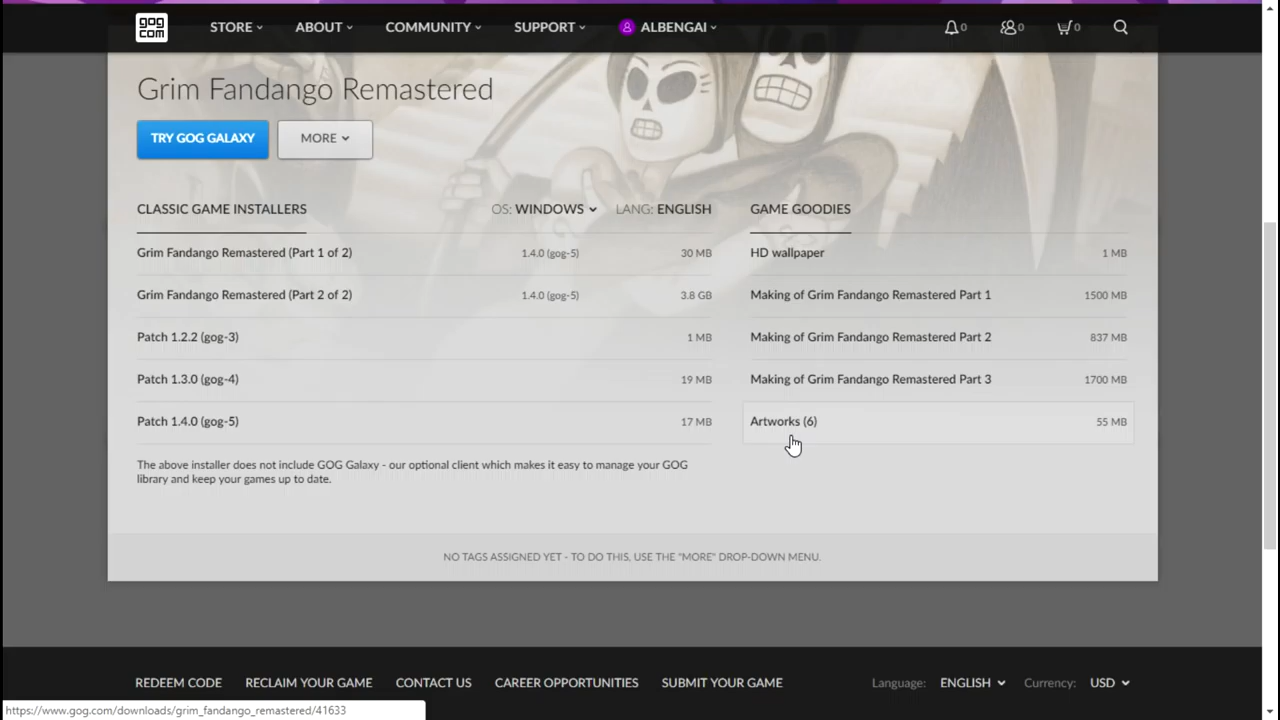 gog
com
STORE ABOUT COMMUNITY SUPPORT ALBENGAI 0 0 0
Grim Fandango Remastered
TRY GOG GALAXY MORE
CLASSIC GAME INSTALLERS OS: WINDOWS LANG: ENGLISH
Grim Fandango Remastered (Part 1 of 2) 1.4.0 (gog-5) 30 MB
Grim Fandango Remastered (Part 2 of 2) 1.4.0 (gog-5) 3.8 GB
Patch 1.2.2 (gog-3) 1 MB
Patch 1.3.0 (gog-4) 19 MB
Patch 1.4.0 (gog-5) 17 MB
The above installer does not include GOG Galaxy - our optional client which makes it easy to manage your GOG
library and keep your games up to date.
GAME GOODIES
HD wallpaper 1 MB
Making of Grim Fandango Remastered Part 1 1500 MB
Making of Grim Fandango Remastered Part 2 837 MB
Making of Grim Fandango Remastered Part 3 1700 MB
Artworks (6) 55 MB
NO TAGS ASSIGNED YET - TO DO THIS, USE THE "MORE" DROP-DOWN MENU.
REDEEM CODE RECLAIM YOUR GAME CONTACT US CAREER OPPORTUNITIES SUBMIT YOUR GAME Language: ENGLISH Currency: USD
https://www.gog.com/downloads/grim_fandango_remastered/41633